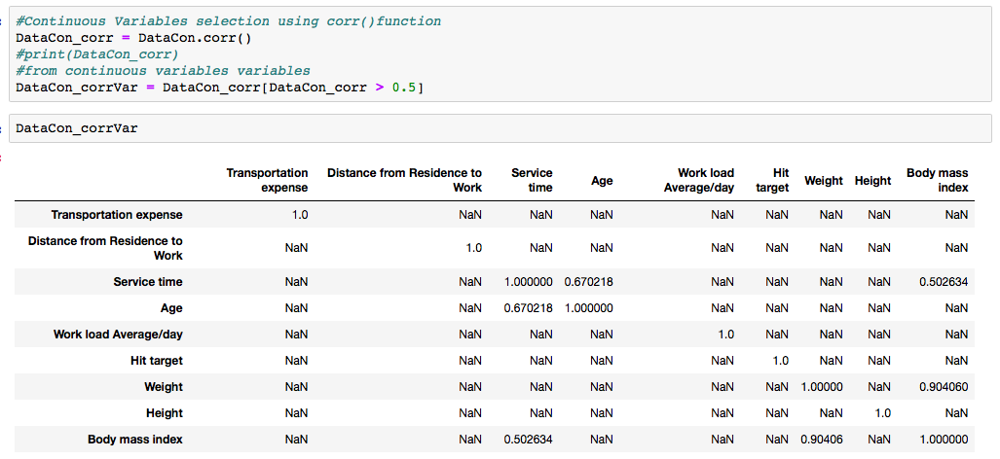 #Continuous Variables selection using corr()function
DataCon_corr = DataCon.corr()
#print(DataCon_corr)
#from continuous variables variables
DataCon_corrVar = DataCon_corr[DataCon_corr > 0.5]
DataCon_corrVar
Transportation expense Distance from Residence to Work Service time Age Work load Average/day Hit target Weight Height Body mass index
Transportation expense 1.0 NaN NaN NaN NaN NaN NaN NaN NaN
Distance from Residence to Work NaN 1.0 NaN NaN NaN NaN NaN NaN NaN
Service time NaN NaN 1.000000 0.670218 NaN NaN NaN NaN 0.502634
Age NaN NaN 0.670218 1.000000 NaN NaN NaN NaN NaN
Work load Average/day NaN NaN NaN NaN 1.0 NaN NaN NaN NaN
Hit target NaN NaN NaN NaN NaN 1.0 NaN NaN NaN
Weight NaN NaN NaN NaN NaN NaN 1.00000 NaN 0.904060
Height NaN NaN NaN NaN NaN NaN NaN 1.0 NaN
Body mass index NaN NaN 0.502634 NaN NaN NaN 0.90406 NaN 1.000000